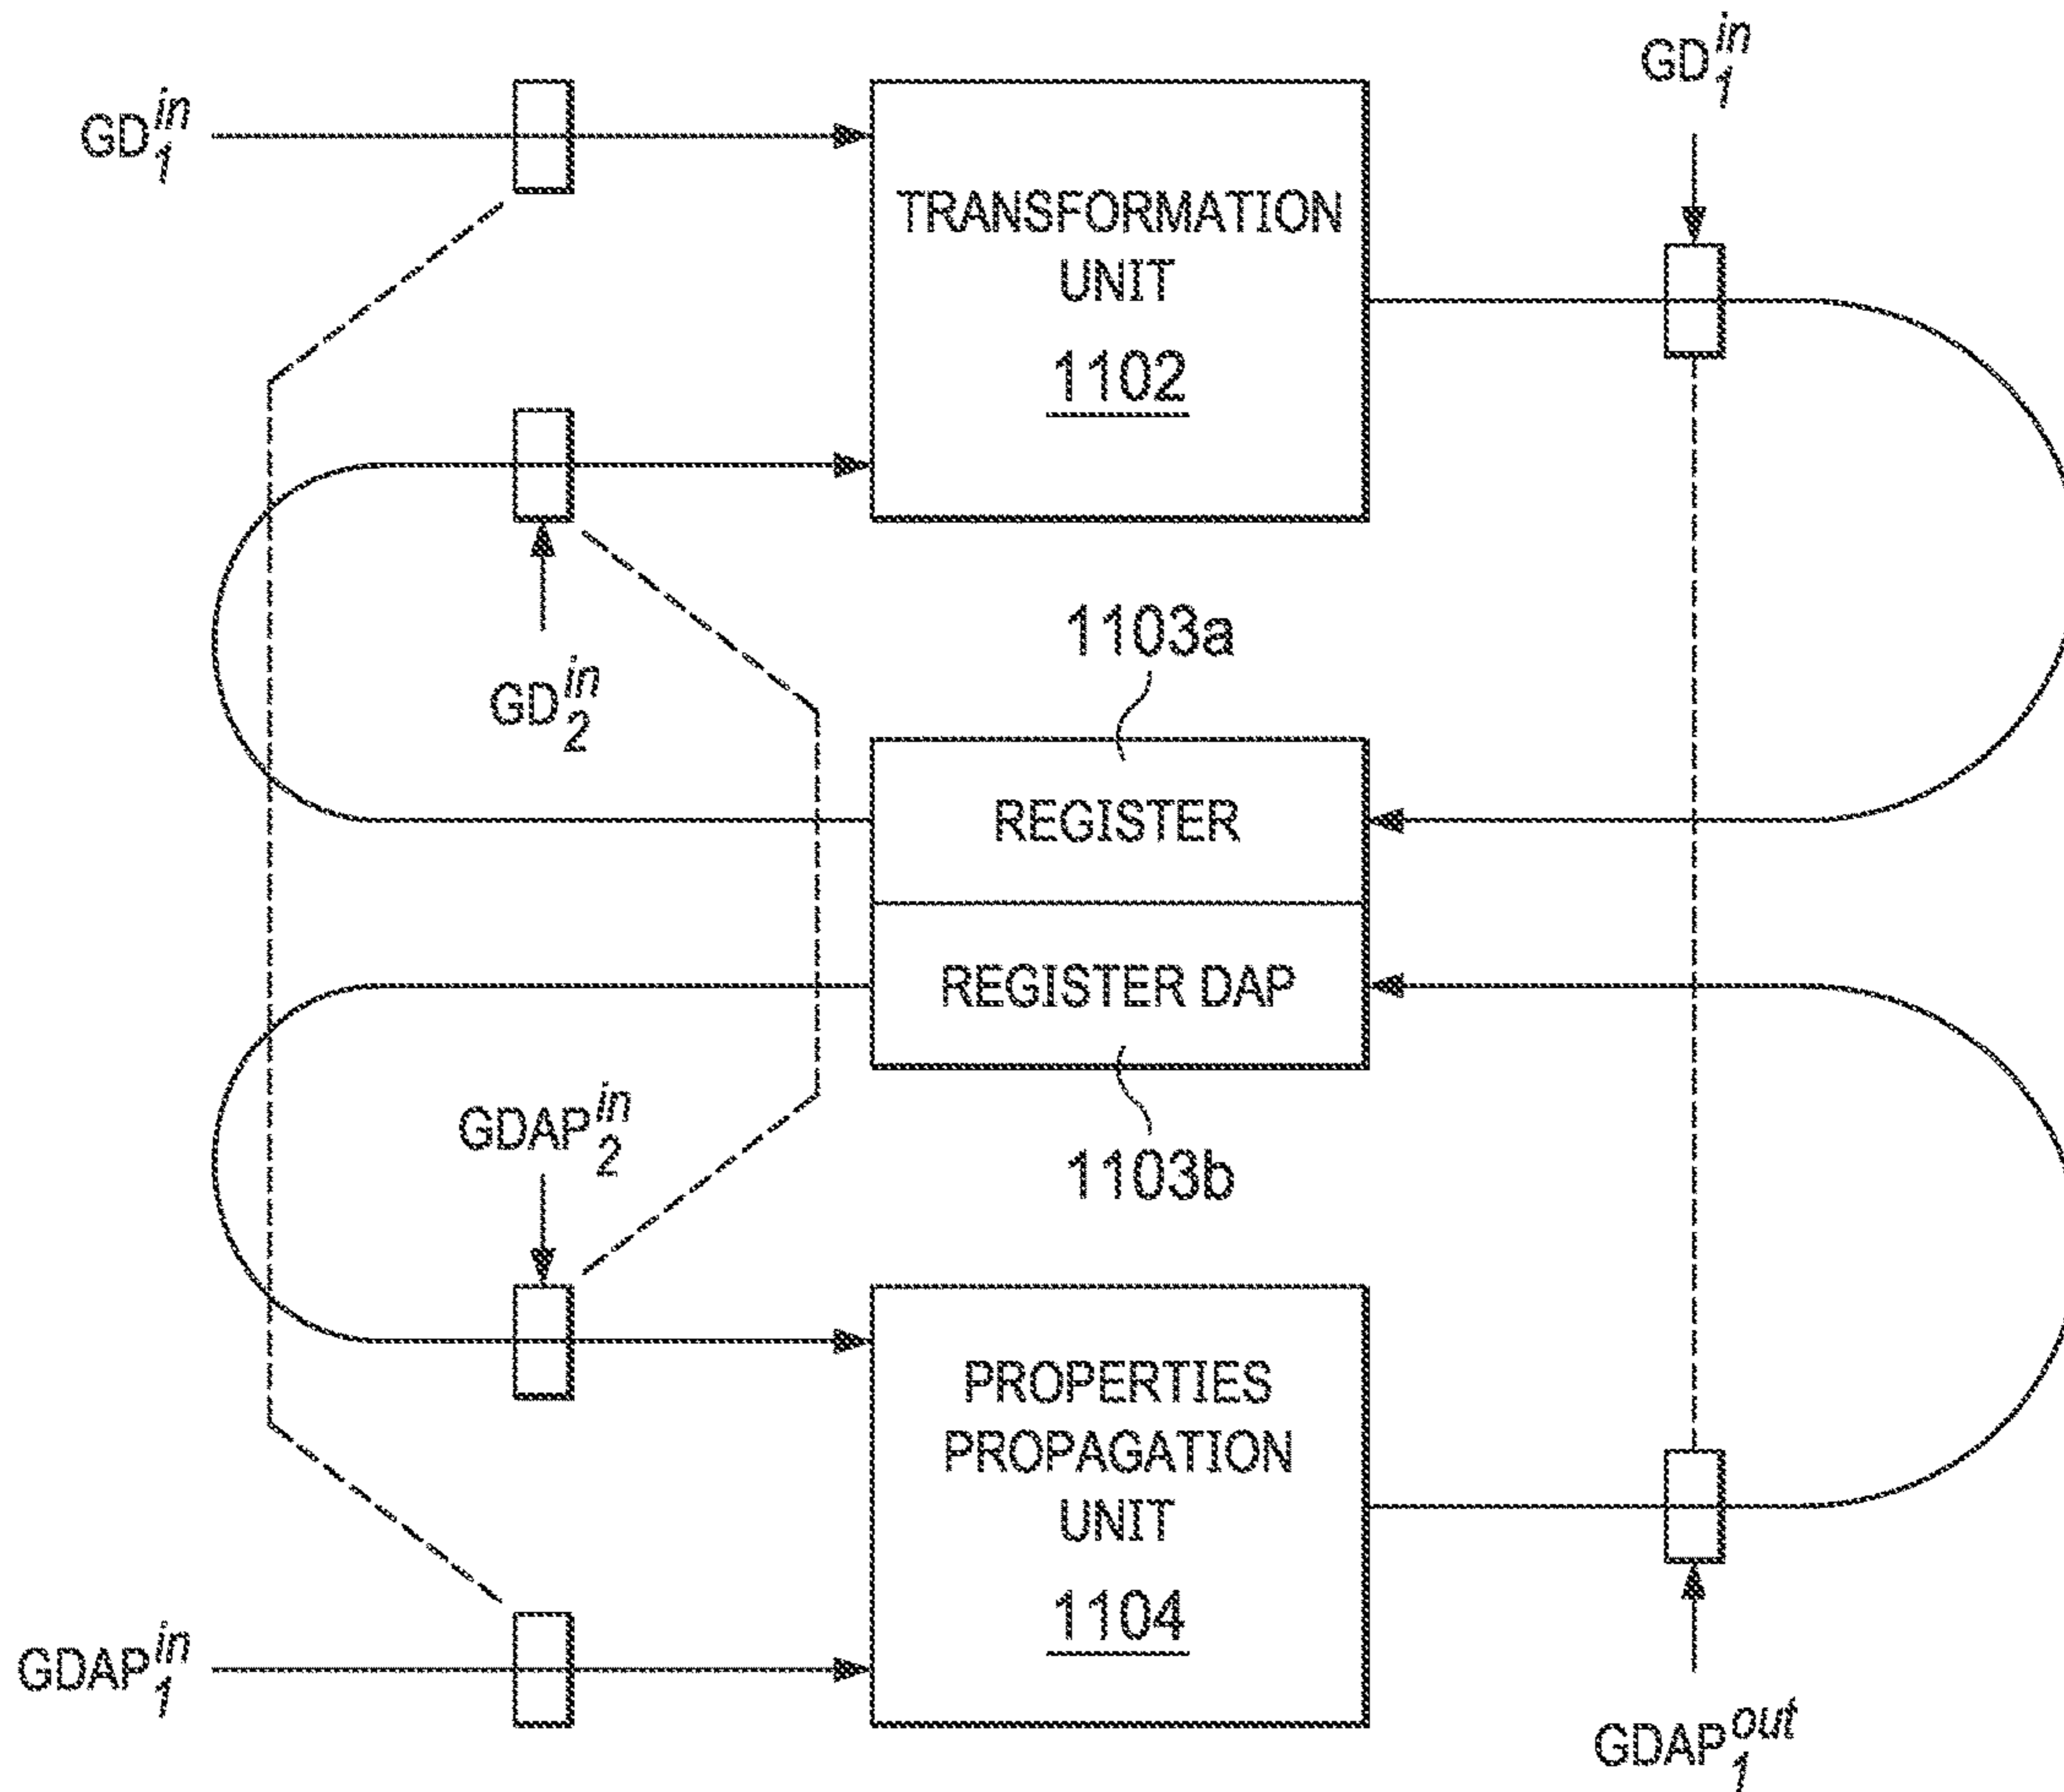 GD₁ⁱⁿ
GD₁ⁱⁿ
TRANSFORMATION
UNIT
1102
GD₂ⁱⁿ
1103a
REGISTER
REGISTER DAP
1103b
GDAP₂ⁱⁿ
PROPERTIES
PROPAGATION
UNIT
1104
GDAP₁ⁱⁿ
GDAP₁ᵒᵘᵗ